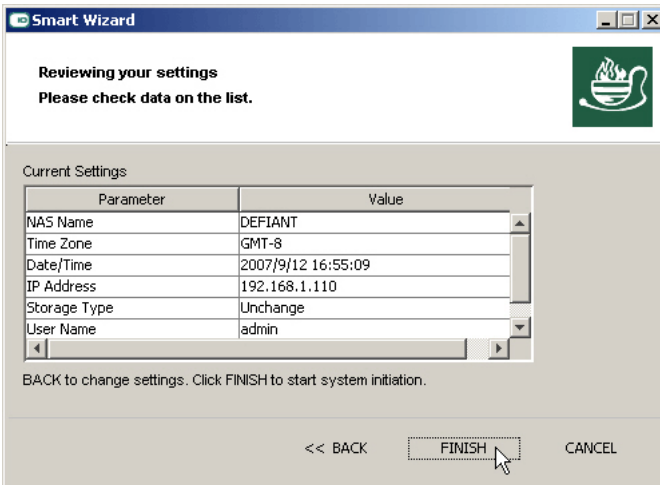 Smart Wizard
Reviewing your settings
Please check data on the list.
Current Settings
Parameter Value
NAS Name DEFIANT
Time Zone GMT-8
Date/Time 2007/9/12 16:55:09
IP Address 192.168.1.110
Storage Type Unchange
User Name admin
BACK to change settings. Click FINISH to start system initiation.
<< BACK FINISH CANCEL